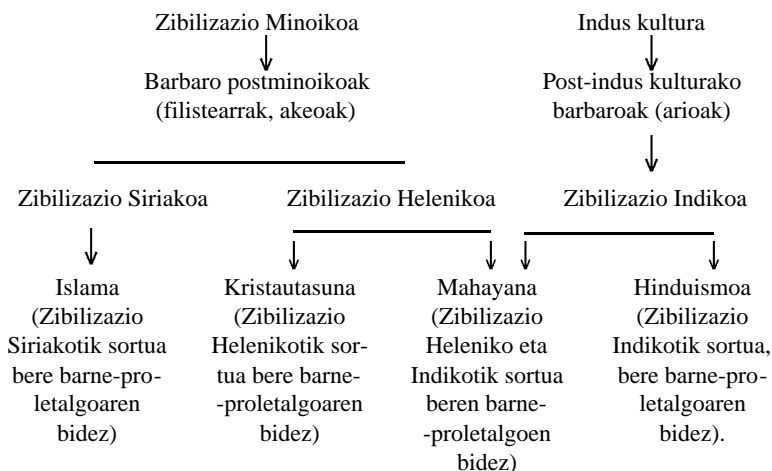 Zibilizazio Minoikoa
Indus kultura
Barbaro postminoikoak
(filistearrak, akeoak)
Post-indus kulturako
barbaroak (arioak)
Zibilizazio Siriakoa
Zibilizazio Helenikoa
Zibilizazio Indikoa
Islama
(Zibilizazio
Siriakotik sortua
bere barne-pro-
letalgoaren
bidez)
Kristautasuna
(Zibilizazio
Helenikotik sor-
tua bere barne-
-proletalgoaren
bidez)
Mahayana
(Zibilizazio
Heleniko eta
Indikotik sortua
beren barne-
-proletalgoen
bidez)
Hinduismoa
(Zibilizazio
Indikotik sortua,
bere barne-pro-
letalgoaren
bidez).